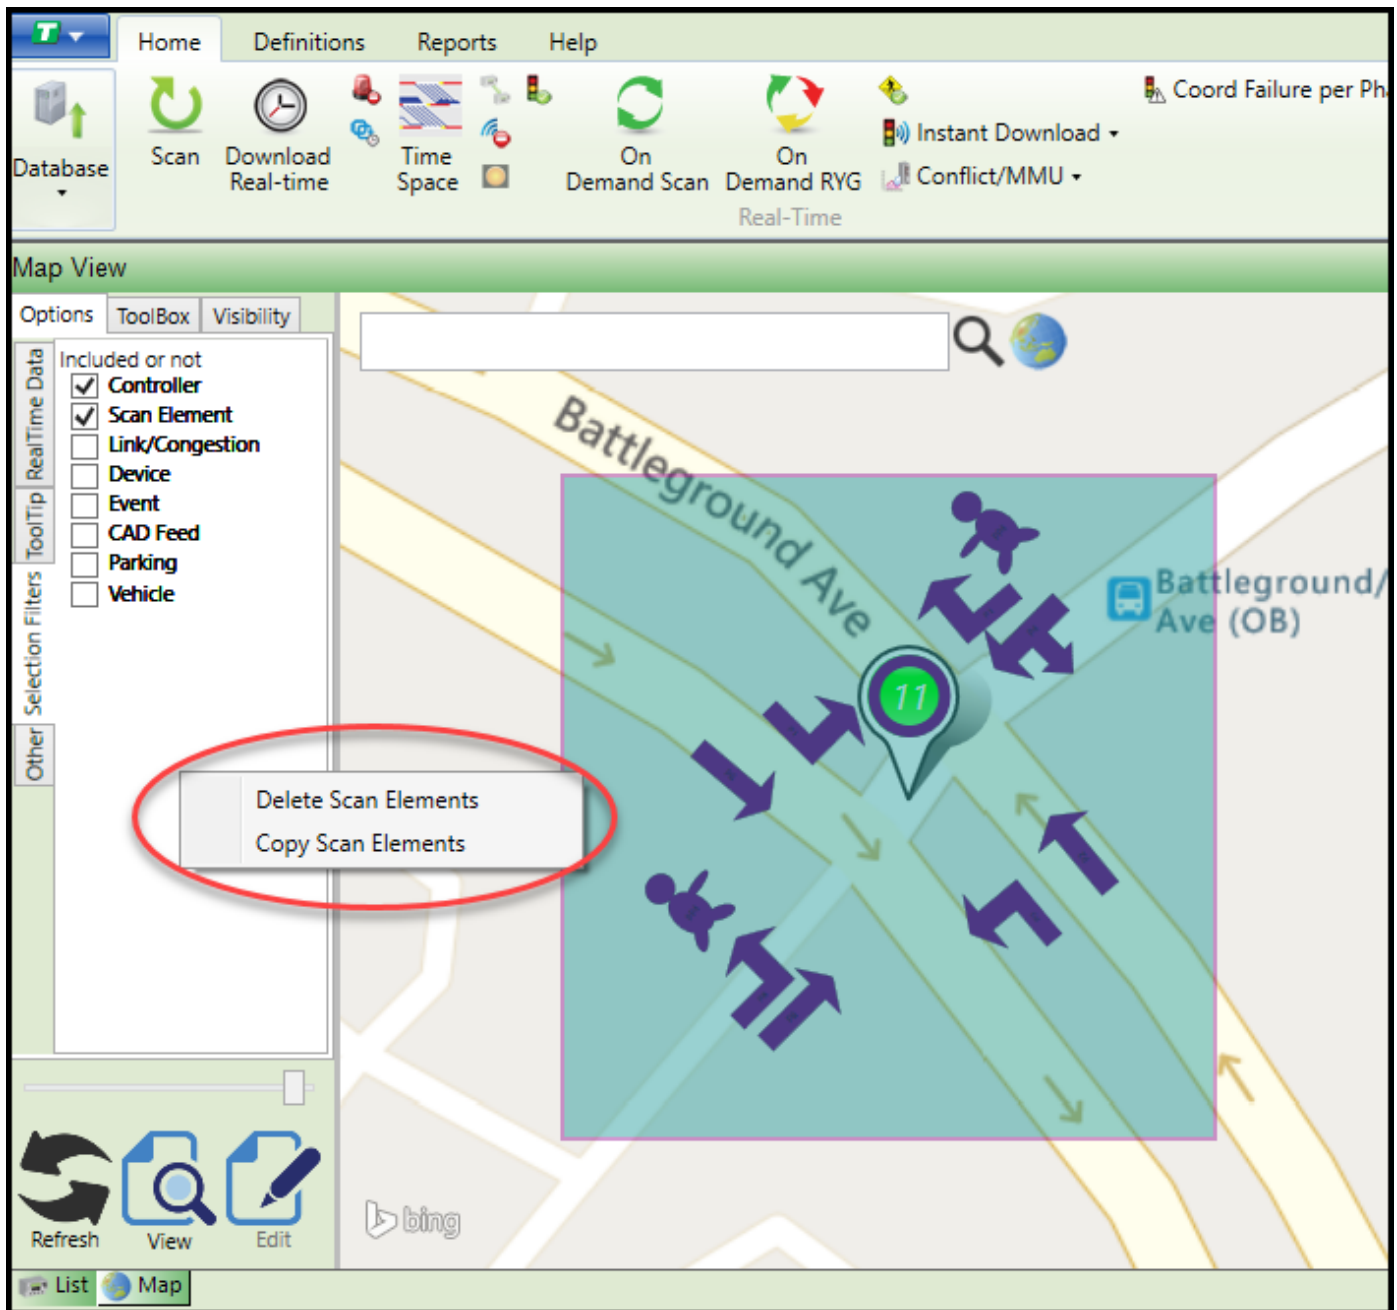 T
Home Definitions Reports Help
Database
Scan
Download
Real-time
Time
Space
On
Demand Scan
On
Demand RYG
Instant Download
Conflict/MMU
Coord Failure per Ph
Real-Time
Map View
Options ToolBox Visibility
RealTime Data
ToolTip
Selection Filters
Other
Included or not
Controller
Scan Element
Link/Congestion
Device
Event
CAD Feed
Parking
Vehicle
Battleground Ave
Battleground/
Ave (OB)
11
Delete Scan Elements
Copy Scan Elements
Refresh View Edit
bing
List Map